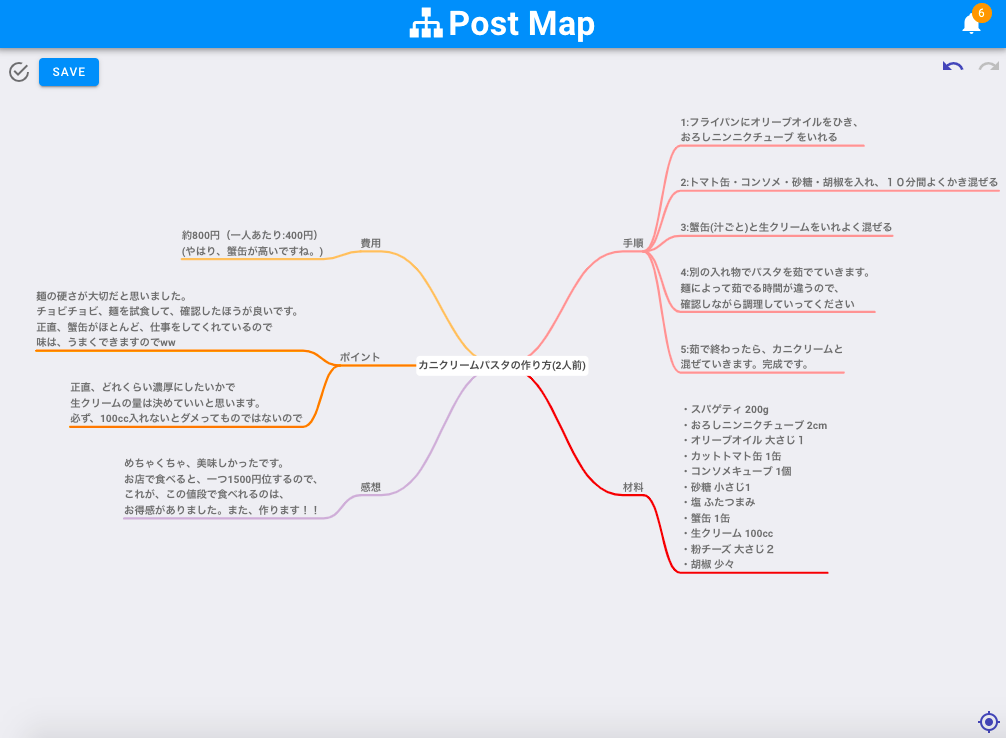 Post Map
6
SAVE
カニクリームパスタの作り方(2人前)
手順
1:フライパンにオリーブオイルをひき、
おろしニンニクチューブ をいれる
2:トマト缶・コンソメ・砂糖・胡椒を入れ、１０分間よくかき混ぜる
3:蟹缶(汁ごと)と生クリームをいれよく混ぜる
4:別の入れ物でパスタを茹でていきます。
麺によって茹でる時間が違うので、
確認しながら調理していってください
5:茹で終わったら、カニクリームと
混ぜていきます。完成です。
材料
・スパゲティ 200g
・おろしニンニクチューブ 2cm
・オリーブオイル 大さじ１
・カットトマト缶 1缶
・コンソメキューブ 1個
・砂糖 小さじ1
・塩 ふたつまみ
・蟹缶 1缶
・生クリーム 100cc
・粉チーズ 大さじ２
・胡椒 少々
費用
約800円（一人あたり:400円）
(やはり、蟹缶が高いですね。)
ポイント
麺の硬さが大切だと思いました。
チョビチョビ、麺を試食して、確認したほうが良いです。
正直、蟹缶がほとんど、仕事をしてくれているので
味は、うまくできますのでww
正直、どれくらい濃厚にしたいかで
生クリームの量は決めていいと思います。
必ず、100cc入れないとダメってものではないので
感想
めちゃくちゃ、美味しかったです。
お店で食べると、一つ1500円位するので、
これが、この値段で食べれるのは、
お得感がありました。また、作ります！！